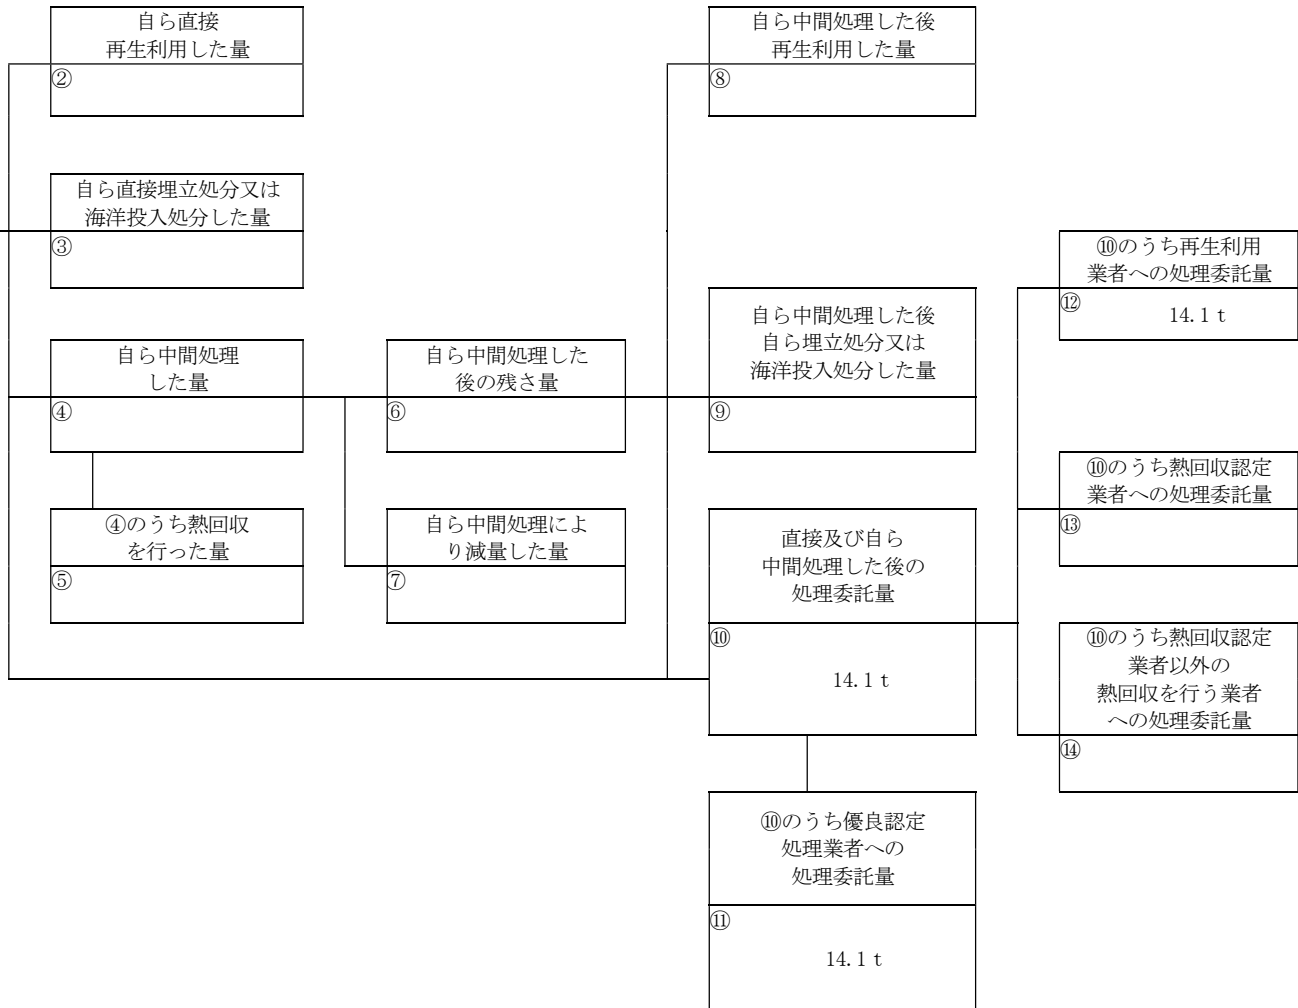 自ら直接
再生利用した量
②
自ら中間処理した後
再生利用した量
⑧
自ら直接埋立処分又は
海洋投入処分した量
③
⑩のうち再生利用
業者への処理委託量
⑫
14.1 t
自ら中間処理した後
自ら埋立処分又は
海洋投入処分した量
⑨
自ら中間処理
した量
④
自ら中間処理した
後の残さ量
⑥
⑩のうち熱回収認定
業者への処理委託量
⑬
④のうち熱回収
を行った量
⑤
自ら中間処理によ
り減量した量
⑦
直接及び自ら
中間処理した後の
処理委託量
⑩
14.1 t
⑩のうち熱回収認定
業者以外の
熱回収を行う業者
への処理委託量
⑭
⑩のうち優良認定
処理業者への
処理委託量
⑪
14.1 t